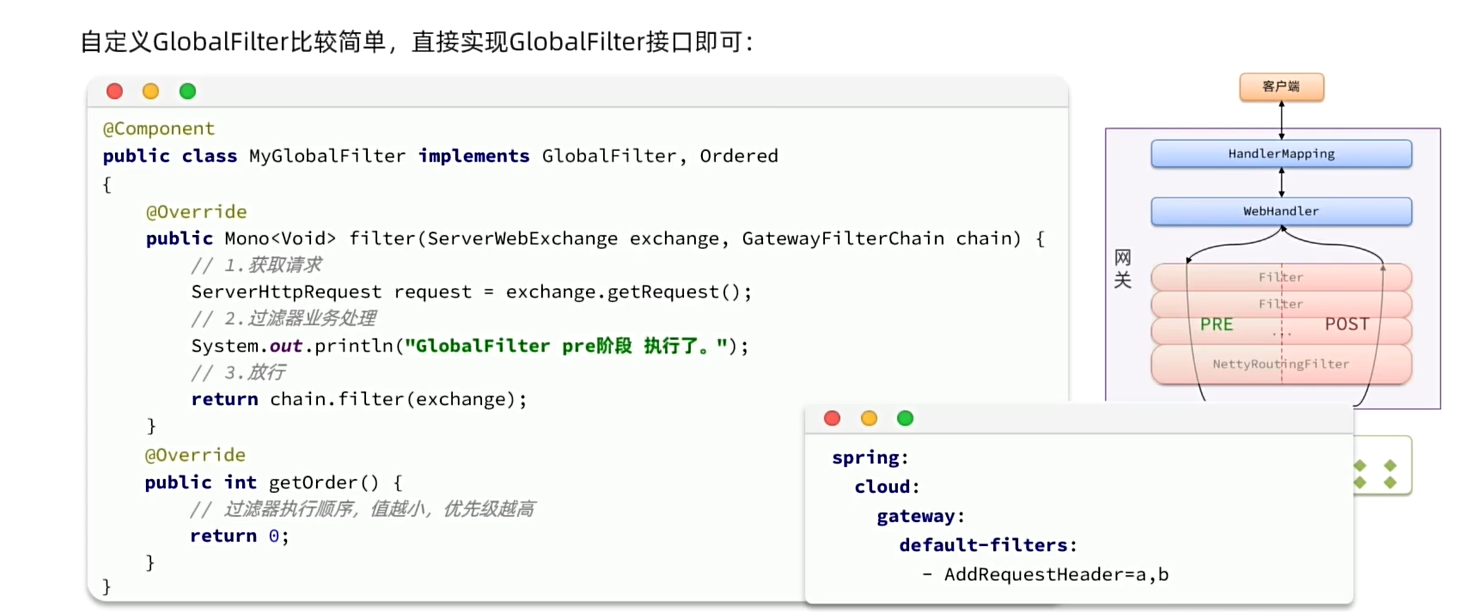 自定义GlobalFilter比较简单，直接实现GlobalFilter接口即可：
@Component
public class MyGlobalFilter implements GlobalFilter, Ordered
{
@Override
public Mono<Void> filter(ServerWebExchange exchange, GatewayFilterChain chain) {
// 1.获取请求
ServerHttpRequest request = exchange.getRequest();
// 2.过滤器业务处理
System.out.println("GlobalFilter pre阶段 执行了。");
// 3.放行
return chain.filter(exchange);
}
@Override
public int getOrder() {
// 过滤器执行顺序，值越小，优先级越高
return 0;
}
}
客户端
HandlerMapping
WebHandler
网关
Filter
Filter
PRE
...
POST
NettyRoutingFilter
spring:
cloud:
gateway:
default-filters:
- AddRequestHeader=a,b